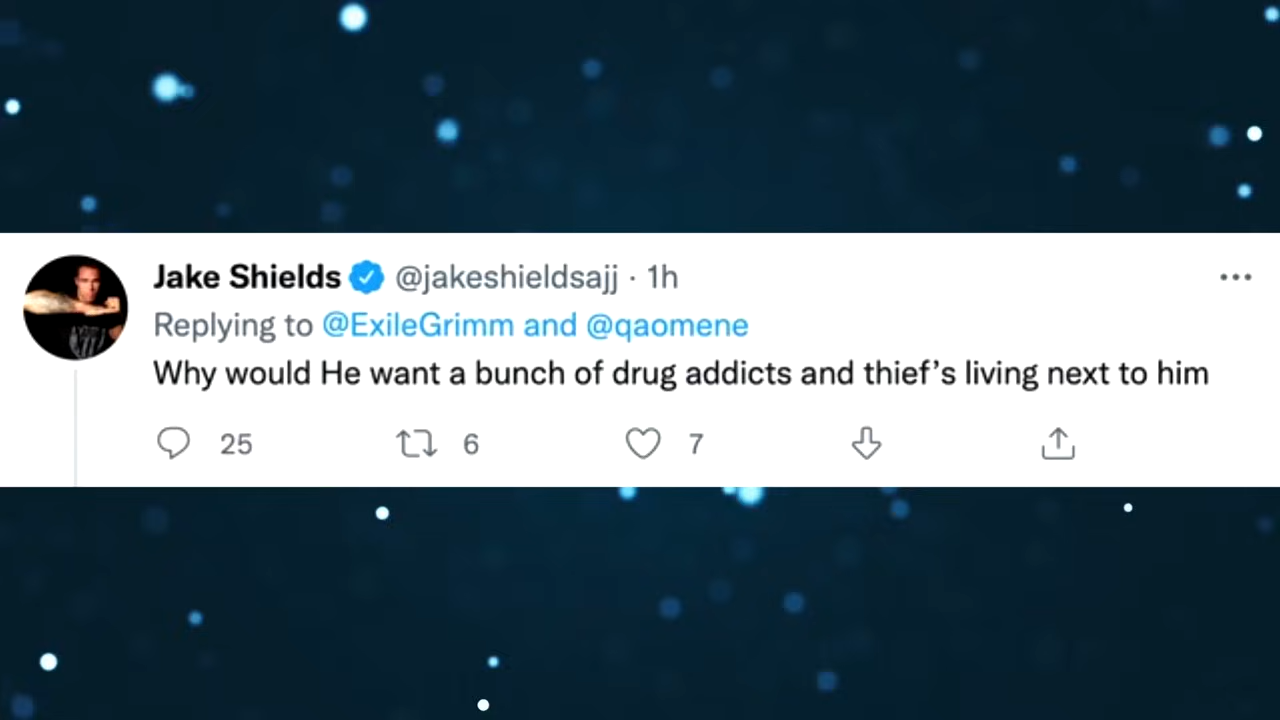 Jake Shields @jakeshieldsajj · 1h
Replying to @ExileGrimm and @qaomene
Why would He want a bunch of drug addicts and thief’s living next to him
25 6 7